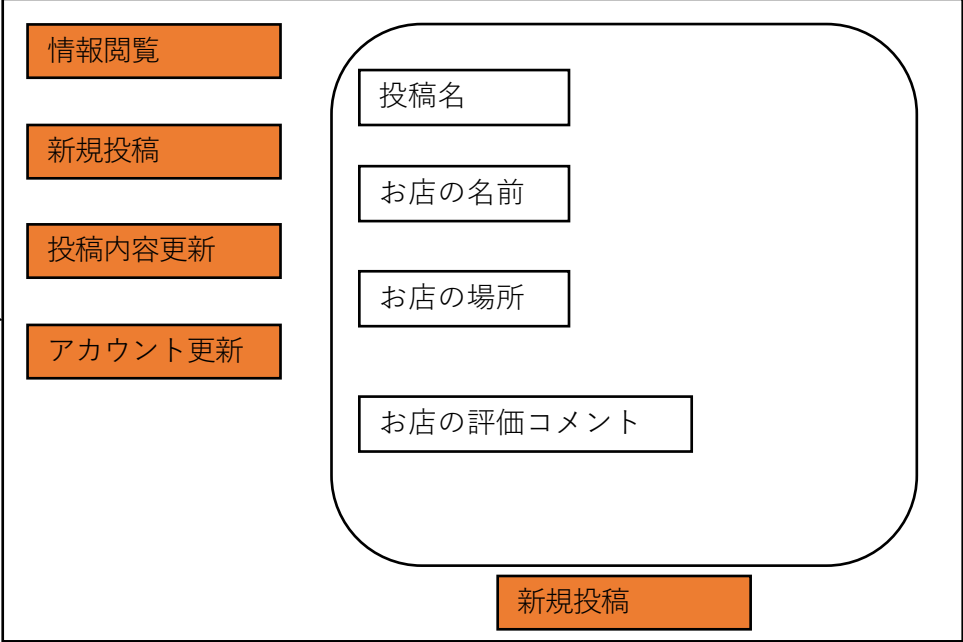 情報閲覧
新規投稿
投稿内容更新
アカウント更新
投稿名
お店の名前
お店の場所
お店の評価コメント
新規投稿